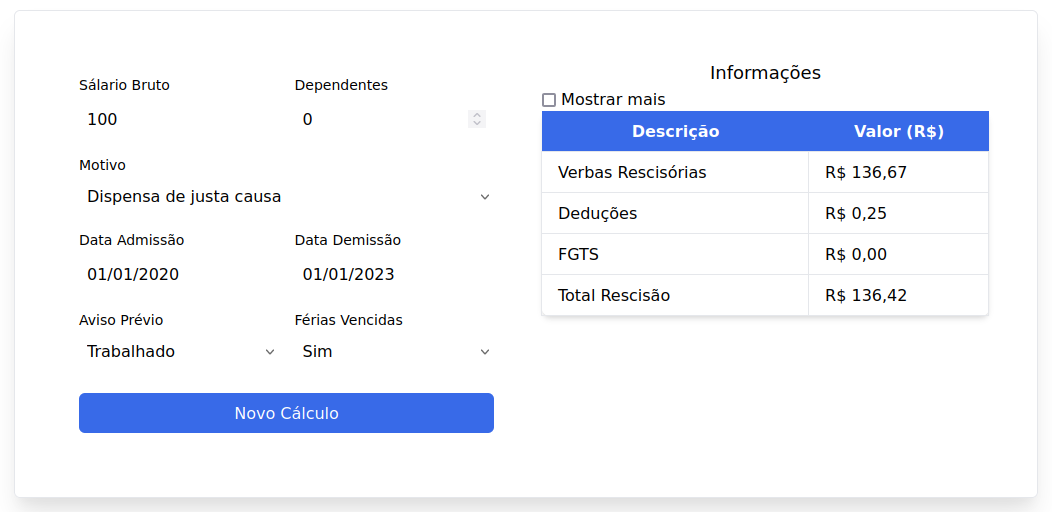 Sálario Bruto
Dependentes
100
0
Motivo
Dispensa de justa causa
Data Admissão
Data Demissão
01/01/2020
01/01/2023
Aviso Prévio
Férias Vencidas
Trabalhado
Sim
Novo Cálculo
Informações
Mostrar mais
Descrição
Valor (R$)
Verbas Rescisórias
R$ 136,67
Deduções
R$ 0,25
FGTS
R$ 0,00
Total Rescisão
R$ 136,42